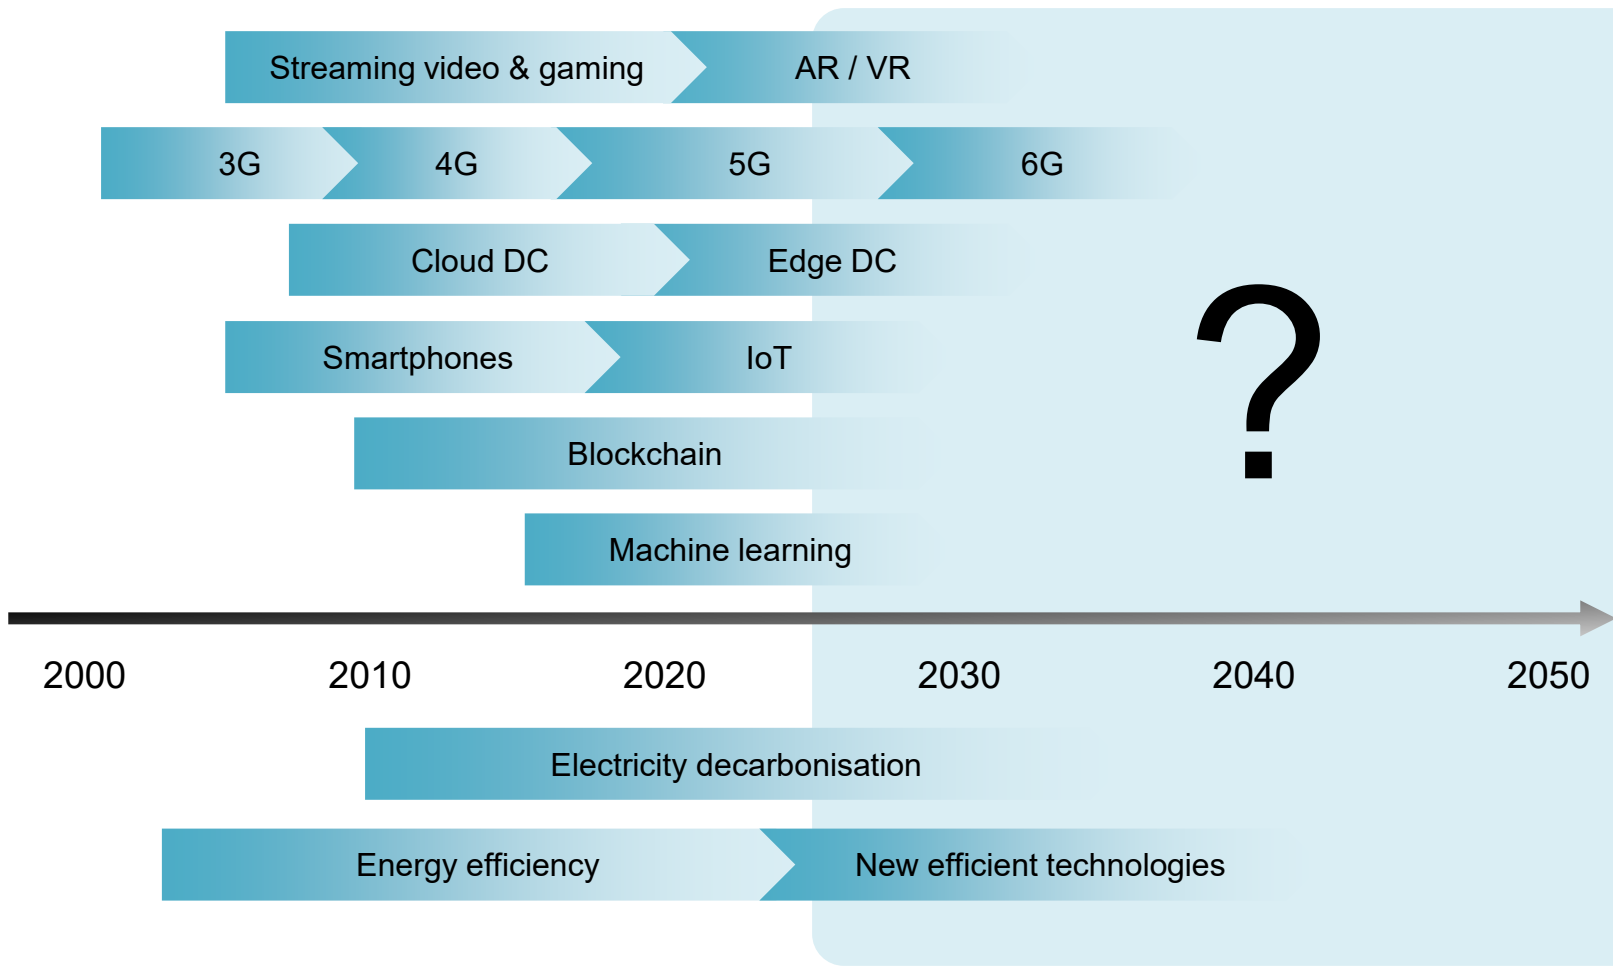 Streaming video & gaming
AR / VR
3G
4G
5G
6G
Cloud DC
Edge DC
Smartphones
IoT
Blockchain
Machine learning
?
2000
2010
2020
2030
2040
2050
Electricity decarbonisation
Energy efficiency
New efficient technologies